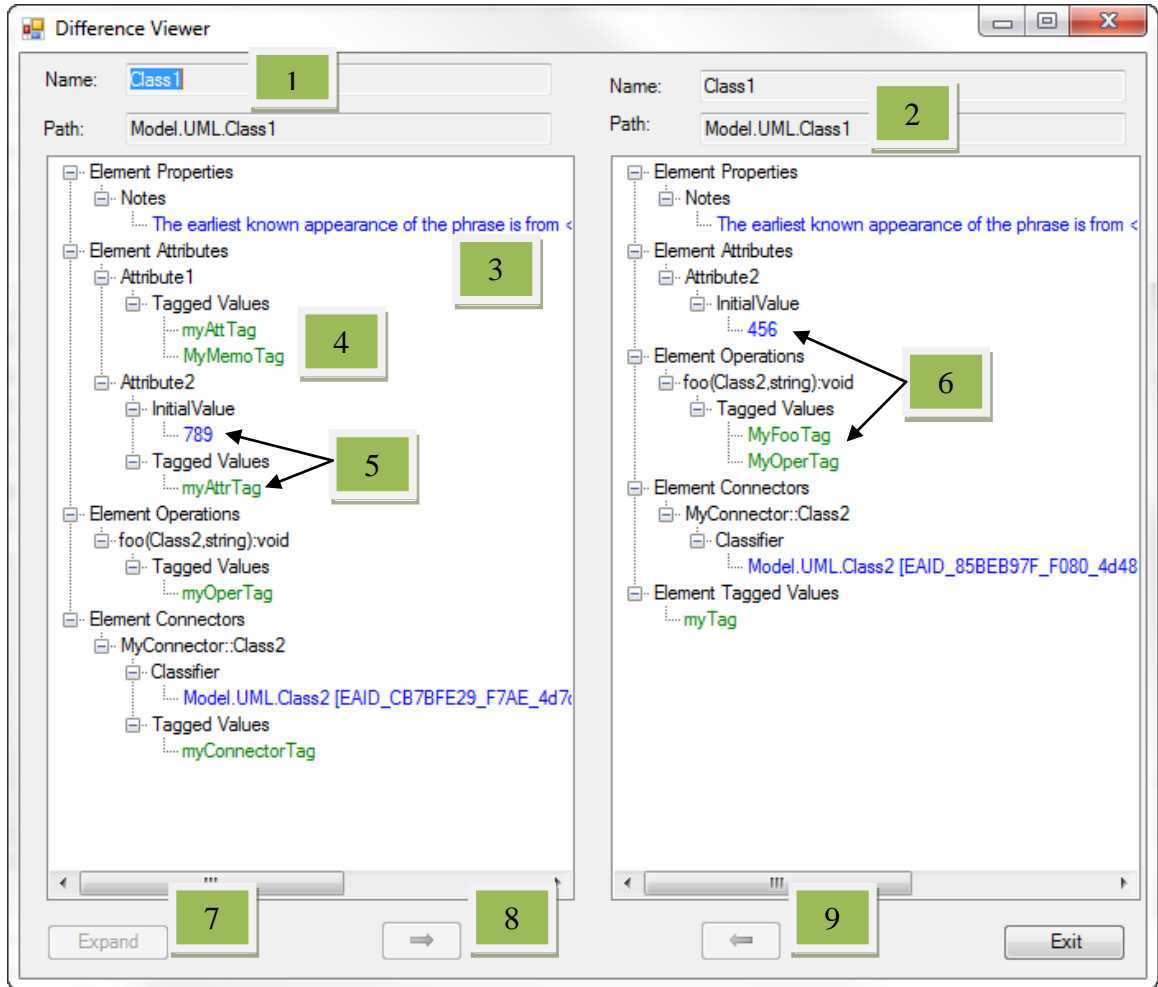 Difference Viewer
Name: Class1
1
Path: Model.UML.Class1
Name: Class1
2
Path: Model.UML.Class1
Element Properties
Notes
The earliest known appearance of the phrase is from <
Element Attributes
3
Attribute1
Tagged Values
myAttTag
4
MyMemoTag
Attribute2
InitialValue
789
5
Tagged Values
myAttrTag
Element Operations
foo(Class2,string):void
Tagged Values
myOperTag
Element Connectors
MyConnector::Class2
Classifier
Model.UML.Class2 [EAID_CB7BFE29_F7AE_4d7c
Tagged Values
myConnectorTag
Element Properties
Notes
The earliest known appearance of the phrase is from <
Element Attributes
Attribute2
InitialValue
456
Element Operations
6
foo(Class2,string):void
Tagged Values
MyFooTag
MyOperTag
Element Connectors
MyConnector::Class2
Classifier
Model.UML.Class2 [EAID_85BEB97F_F080_4d48
Element Tagged Values
myTag
Expand
7
8
9
Exit